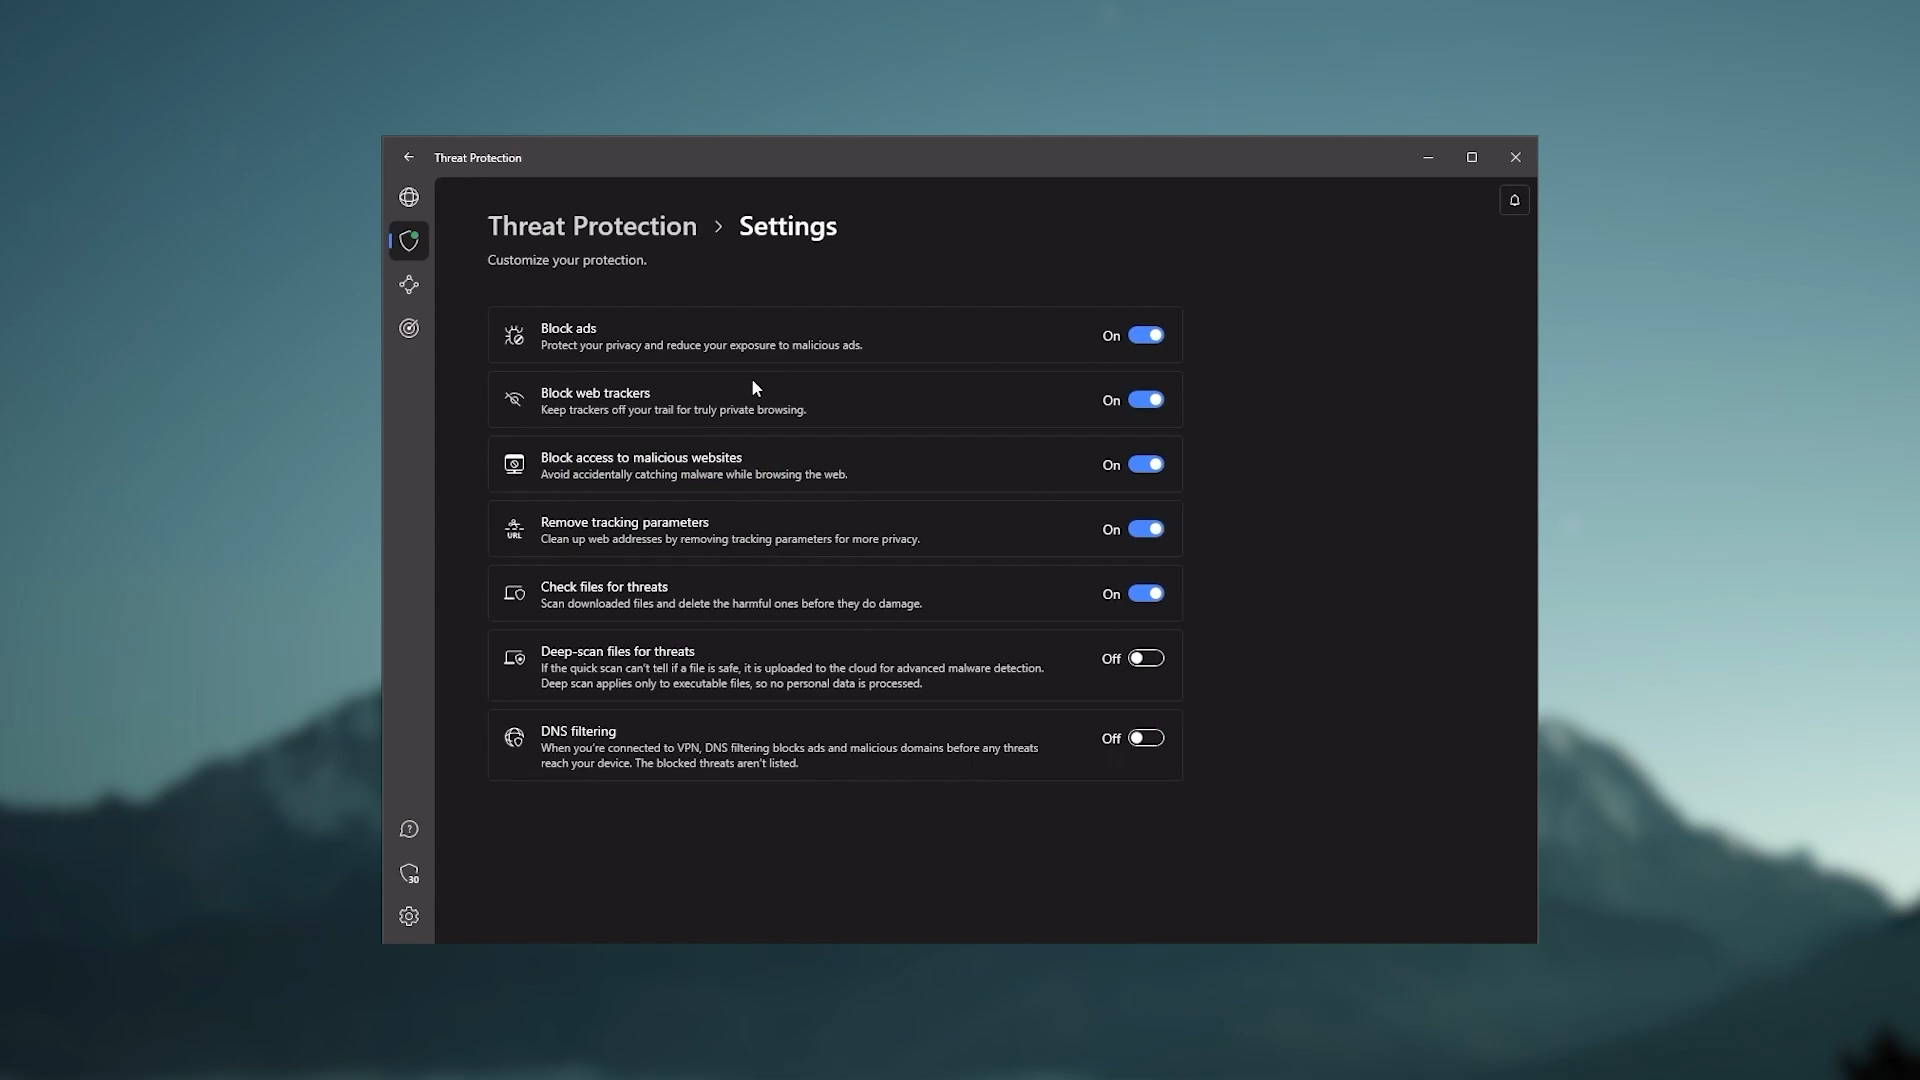 Threat Protection
Threat Protection > Settings
Customize your protection.
Block ads
Protect your privacy and reduce your exposure to malicious ads.
On
Block web trackers
Keep trackers off your trail for truly private browsing.
On
Block access to malicious websites
Avoid accidentally catching malware while browsing the web.
On
URL
Remove tracking parameters
Clean up web addresses by removing tracking parameters for more privacy.
On
Check files for threats
Scan downloaded files and delete the harmful ones before they do damage.
On
Deep-scan files for threats
If the quick scan can't tell if a file is safe, it is uploaded to the cloud for advanced malware detection.
Deep scan applies only to executable files, so no personal data is processed.
Off
DNS filtering
When you're connected to VPN, DNS filtering blocks ads and malicious domains before any threats
reach your device. The blocked threats aren't listed.
Off
30